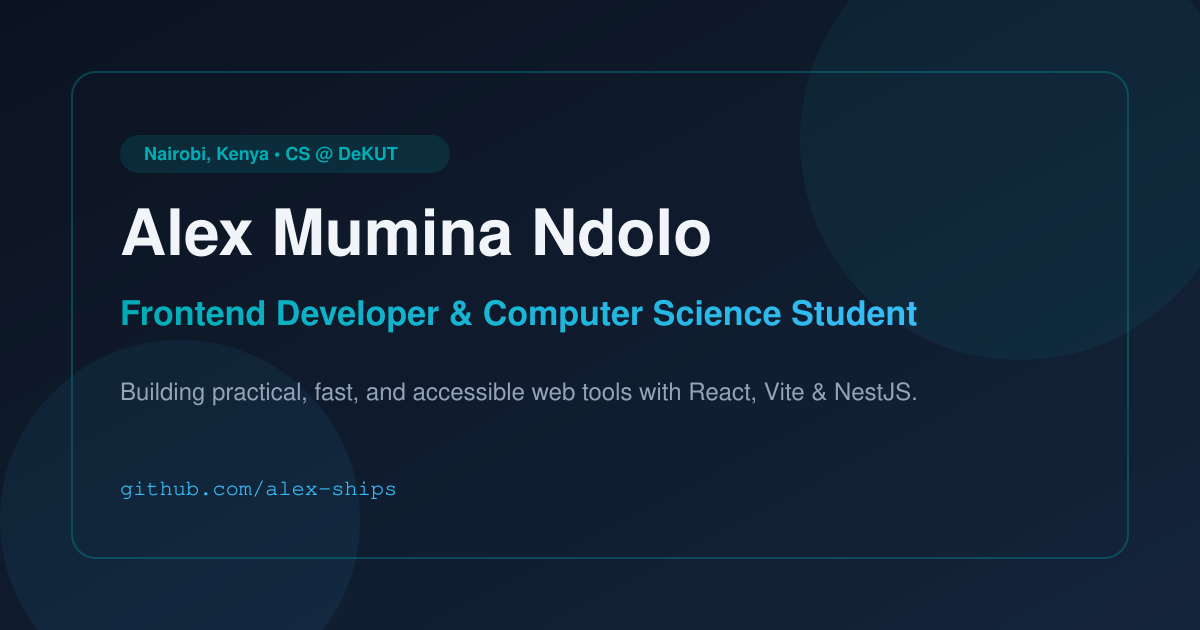 Nairobi, Kenya • CS @ DeKUT
Alex Mumina Ndolo
Frontend Developer & Computer Science Student
Building practical, fast, and accessible web tools with React, Vite & NestJS.
github.com/alex-ships